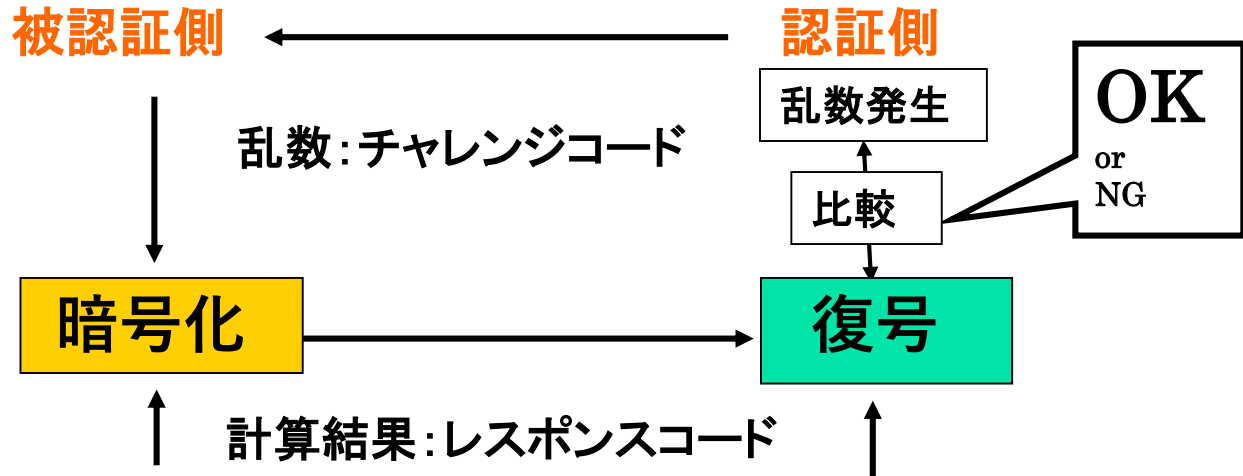 被認証側
認証側
乱数発生
OK
or
NG
乱数:チャレンジコード
比較
暗号化
復号
計算結果:レスポンスコード